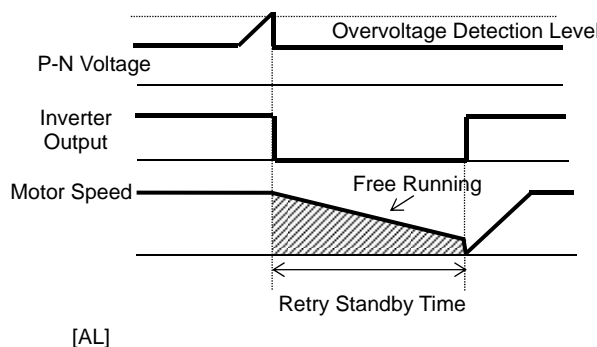 Overvoltage Detection Level
P-N Voltage
Inverter
Output
Motor Speed
Free Running
Retry Standby Time
[AL]